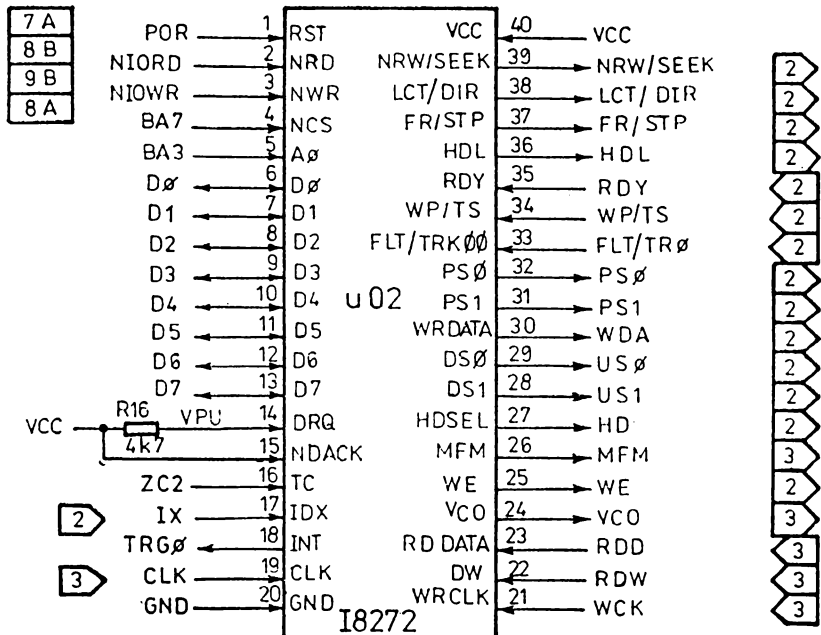 7A
8B
9B
8A
POR 1 RST VCC 40 VCC
NIORD 2 NRD NRW/SEEK 39 NRW/SEEK 2
NIOWR 3 NWR LCT/DIR 38 LCT/DIR 2
BA7 4 NCS FR/STP 37 FR/STP 2
BA3 5 AØ HDL 36 HDL 2
DØ 6 DØ RDY 35 RDY 2
D1 7 D1 WP/TS 34 WP/TS 2
D2 8 D2 FLT/TRKØØ 33 FLT/TRØ 2
D3 9 D3 PSØ 32 PSØ 2
D4 10 D4 u02 PS1 31 PS1 2
D5 11 D5 WRDATA 30 WDA 2
D6 12 D6 DSØ 29 USØ 2
D7 13 D7 DS1 28 US1 2
VCC R16 4k7 VPU 14 DRQ HDSEL 27 HD 2
15 NDACK MFM 26 MFM 3
ZC2 16 TC WE 25 WE 2
2 IX 17 IDX VCO 24 VCO 3
TRGØ 18 INT RD DATA 23 RDD 3
3 CLK 19 CLK DW 22 RDW 3
GND 20 GND WRCLK 21 WCK 3
I8272